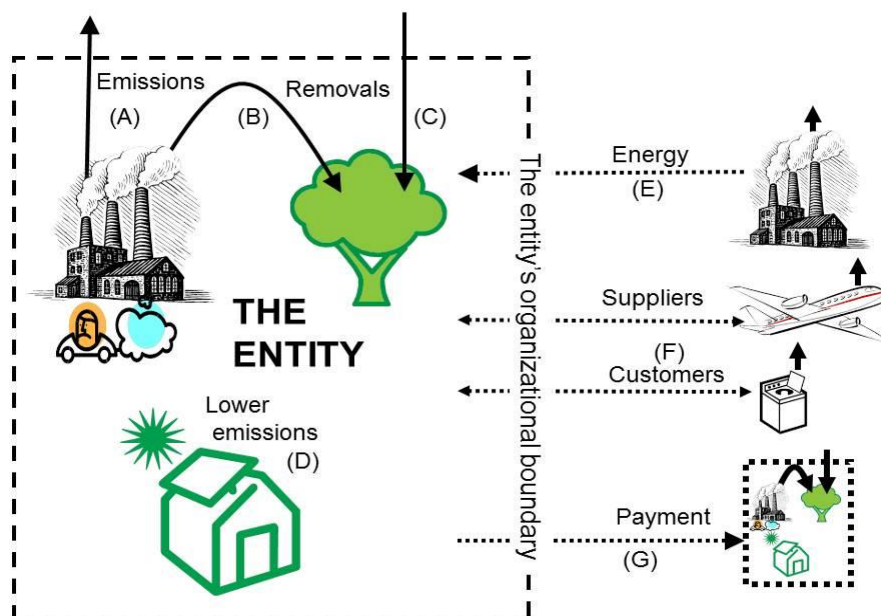 Emissions
(A)
(B)
Removals
(C)
THE
ENTITY
Lower
emissions
(D)
The entity's organizational boundary
Energy
(E)
Suppliers
(F)
Customers
Payment
(G)